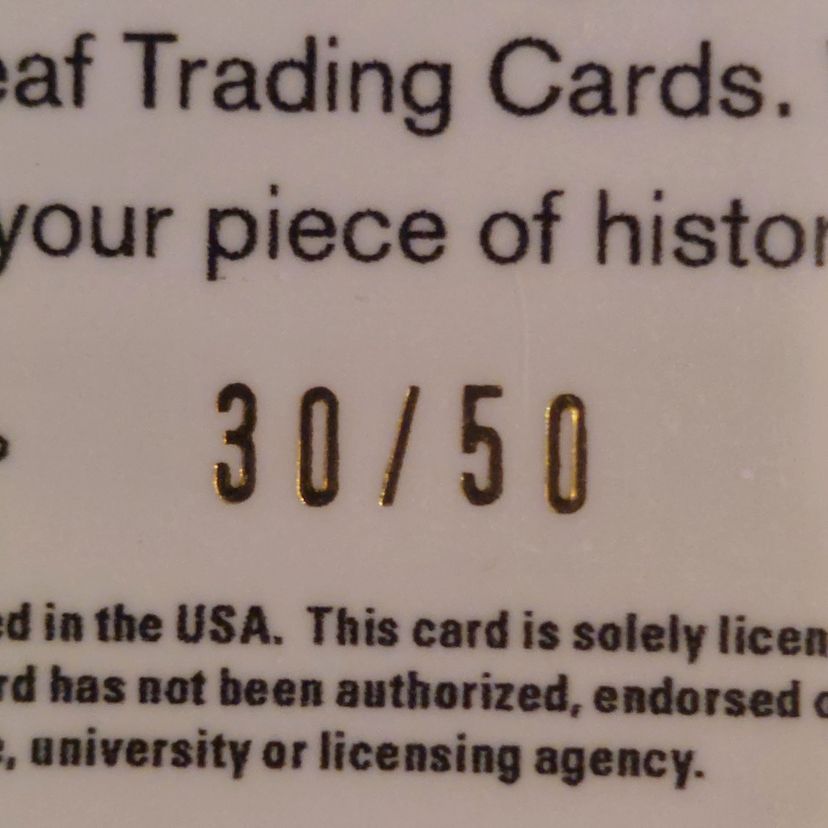 eaf Trading Cards.
your piece of histor
30/50
ed in the USA. This card is solely licen
rd has not been authorized, endorsed o
, university or licensing agency.